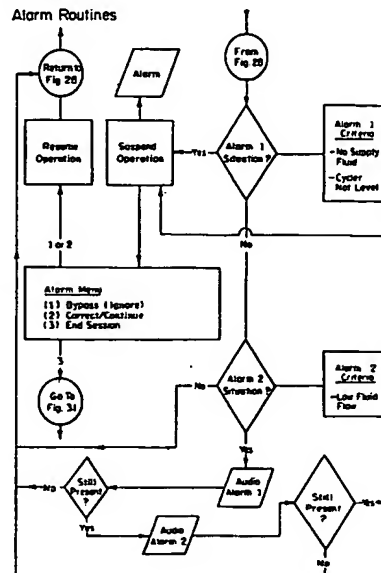 Alarm Routines
Return to
Fig. 28
Alarm
From
Fig. 28
Resume
Operation
Suspend
Operation
Yes
Alarm 1
Situation ?
Alarm 1
Criteria
- No Supply
Fluid
- Cycler
Not Level
1 or 2
No
Alarm Menu
(1) Bypass (Ignore)
(2) Correct/Continue
(3) End Session
3
Go To
Fig. 31
No
Alarm 2
Situation ?
Alarm 2
Criteria
- Low Fluid
Flow
Yes
No
Still
Present
?
Audio
Alarm 1
Yes
Audio
Alarm 2
Still
Present
?
Yes
No